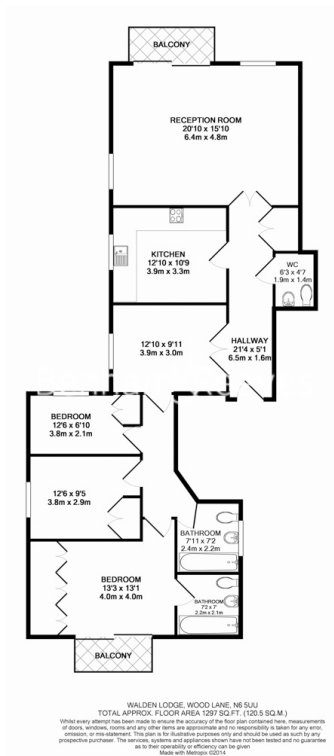 BALCONY
RECEPTION ROOM
20'10 x 15'10
6.4m x 4.8m
KITCHEN
12'10 x 10'9
3.9m x 3.3m
WC
6'3 x 4'7
1.9m x 1.4m
12'10 x 9'11
3.9m x 3.0m
HALLWAY
21'4 x 5'1
6.5m x 1.6m
BEDROOM
12'6 x 6'10
3.8m x 2.1m
12'6 x 9'5
3.8m x 2.9m
BATHROOM
7'11 x 7'2
2.4m x 2.2m
BEDROOM
13'3 x 13'1
4.0m x 4.0m
BATHROOM
7'2 x 7'
2.2m x 2.1m
BALCONY
WALDEN LODGE, WOOD LANE, N6 5UU
TOTAL APPROX. FLOOR AREA 1297 SQ.FT. (120.5 SQ.M.)
Whilst every attempt has been made to ensure the accuracy of the floor plan contained here, measurements
of doors, windows, rooms and any other items are approximate and no responsibility is taken for any error,
omission, or mis-statement. This plan is for illustrative purposes only and should be used as such by any
prospective purchaser. The services, systems and appliances shown have not been tested and no guarantee
as to their operability or efficiency can be given
Made with Metropix ©2014